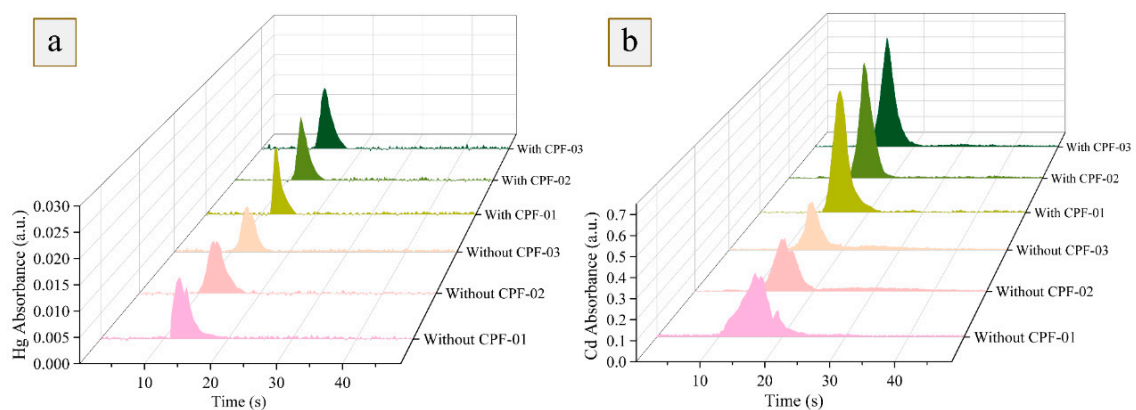 a
Hg Absorbance (a.u.)
0.030
0.025
0.020
0.015
0.010
0.005
0.000
10
20
30
40
Time (s)
With CPF-03
With CPF-02
With CPF-01
Without CPF-03
Without CPF-02
Without CPF-01
b
Cd Absorbance (a.u.)
0.7
0.6
0.5
0.4
0.3
0.2
0.1
0.0
10
20
30
40
Time (s)
With CPF-03
With CPF-02
With CPF-01
Without CPF-03
Without CPF-02
Without CPF-01